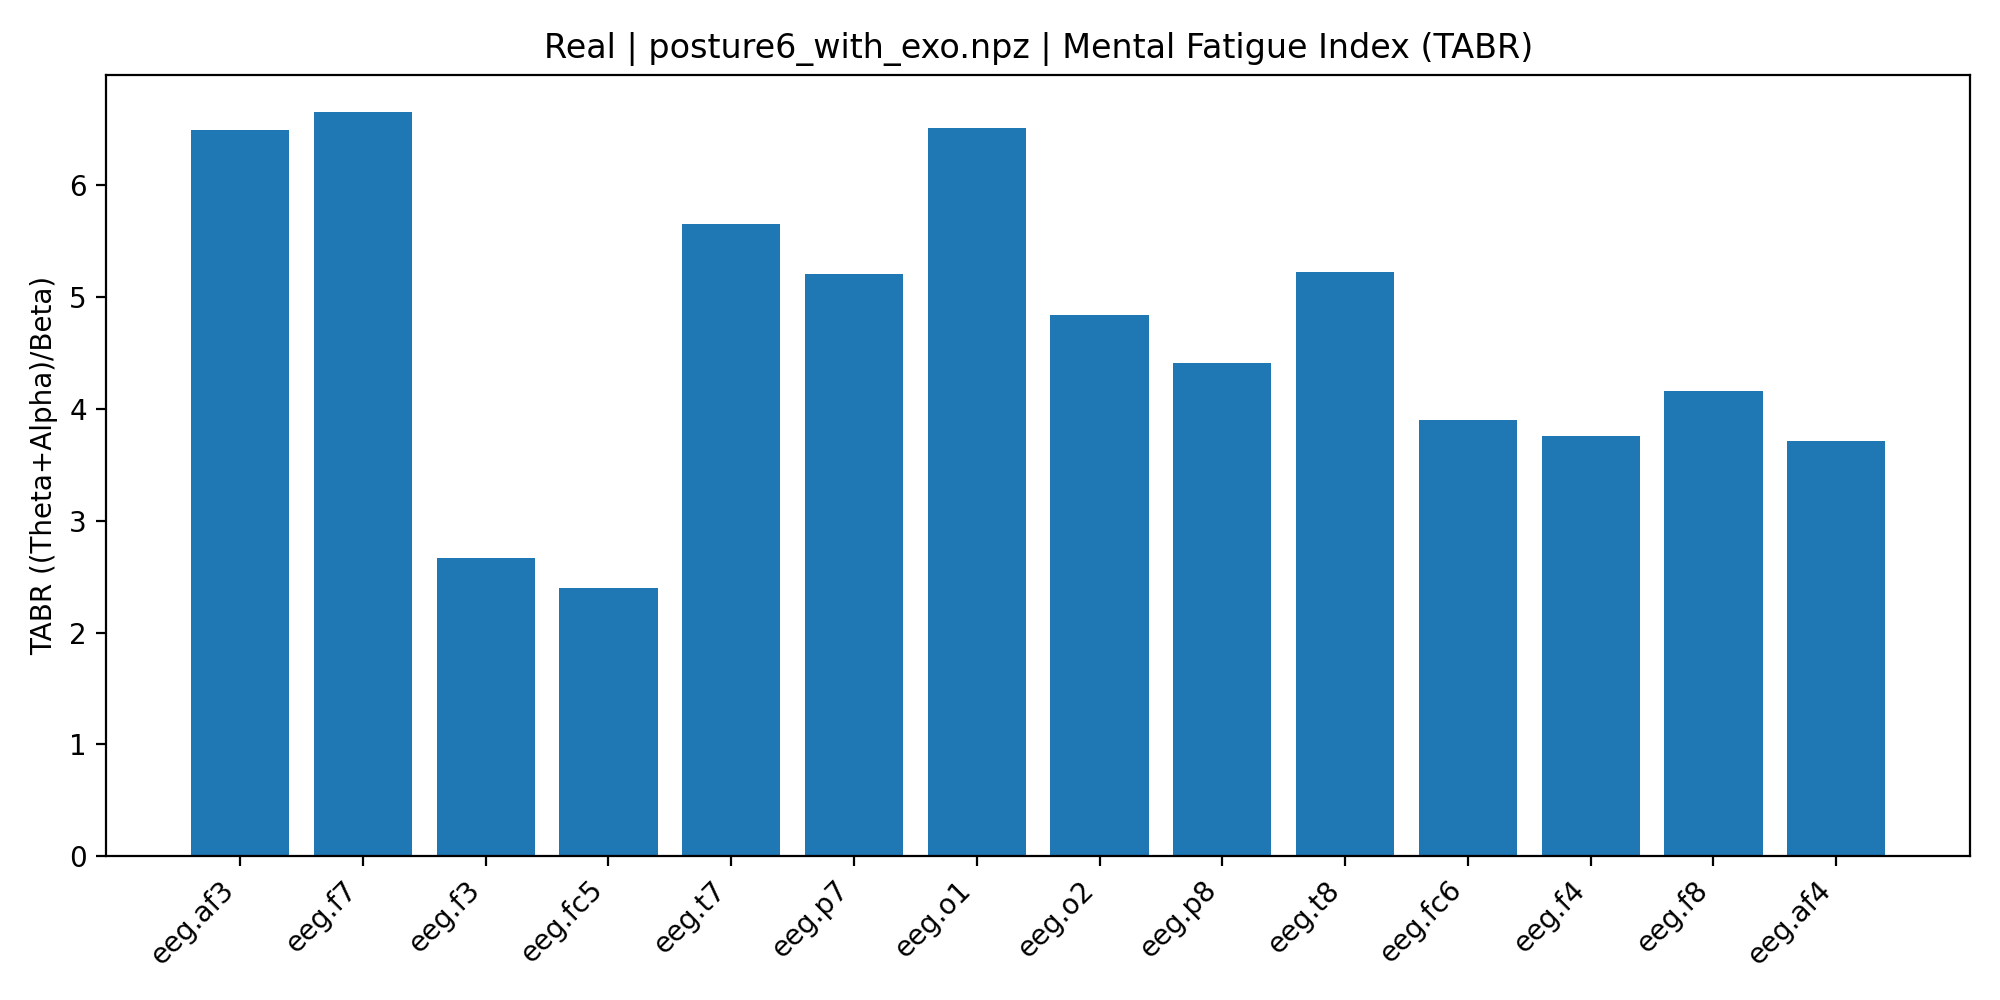 Real | posture6_with_exo.npz | Mental Fatigue Index (TABR)
TABR ((Theta+Alpha)/Beta)
6
5
4
3
2
1
0
eeg.af3
eeg.f7
eeg.f3
eeg.fc5
eeg.t7
eeg.p7
eeg.o1
eeg.o2
eeg.p8
eeg.t8
eeg.fc6
eeg.f4
eeg.f8
eeg.af4